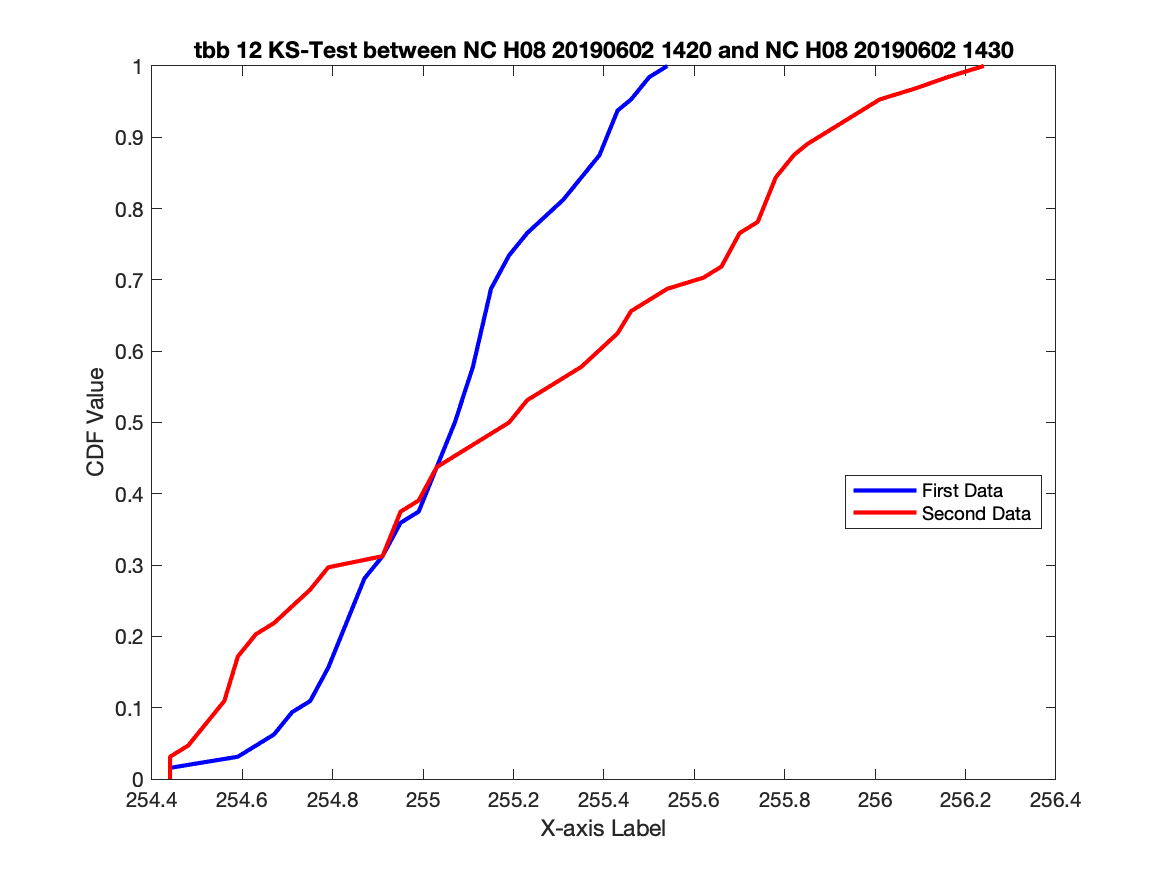 tbb 12 KS-Test between NC H08 20190602 1420 and NC H08 20190602 1430
1
0.9
0.8
0.7
0.6
0.5
0.4
0.3
0.2
0.1
0
CDF Value
First Data
Second Data
254.4 254.6 254.8 255 255.2 255.4 255.6 255.8 256 256.2 256.4
X-axis Label